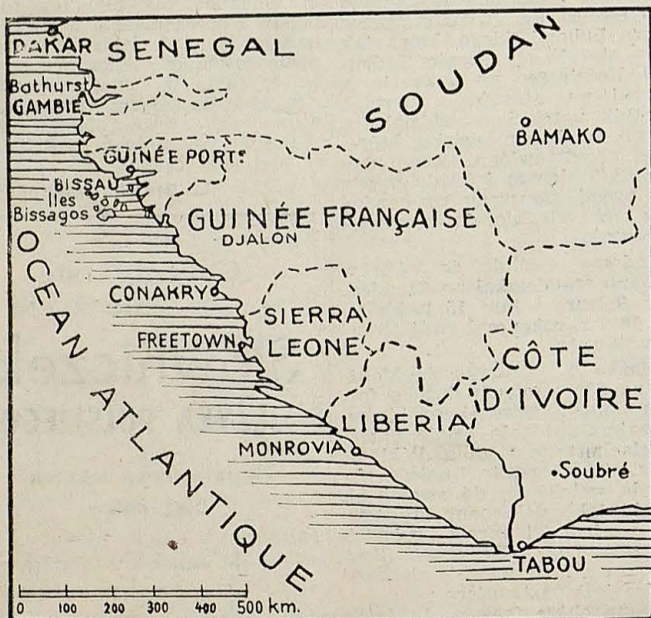 DAKAR SENEGAL
SOUDAN
Bathurst
GAMBIE
BAMAKO
GUINÉE PORT.
BISSAU
Iles
Bissagos
GUINÉE FRANÇAISE
DJALON
OCEAN ATLANTIQUE
CONAKRY
SIERRA
LEONE
FREETOWN
CÔTE
D'IVOIRE
LIBERIA
MONROVIA
Soubré
TABOU
0 100 200 300 400 500 km.